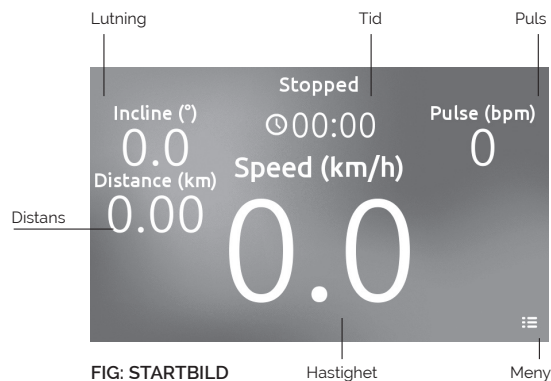 Lutning
Tid
Puls
Stopped
Incline (°)
00:00
Pulse (bpm)
0.0
0
Distance (km)
Speed (km/h)
0.00
Distans
0.0
FIG: STARTBILD
Hastighet
Meny